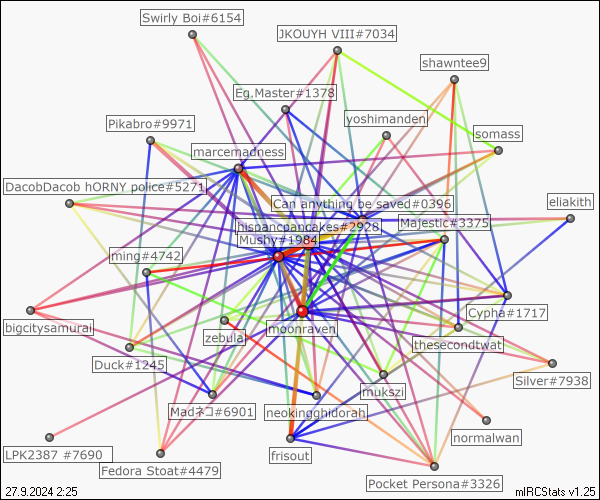 Swirly Boi#6154
JKOUYH VIII#7034
shawntee9
Eg.Master#1378
yoshimanden
Pikabro#9971
somass
marcemadness
DacobDacob hORNY police#5271
Can anything be saved#0396
eliakith
hispancpancakes#2928
Majestic#3375
Mushy#1984
ming#4742
Cypha#1717
bigcitysamurai
zebula
moonraven
thesecondtwat
Duck#1245
Silver#7938
mukszi
Madネコ#6901
neokingghidorah
normalwan
LPK2387 #7690
frisout
Fedora Stoat#4479
Pocket Persona#3326
27.9.2024 2:25
mIRCStats v1.25